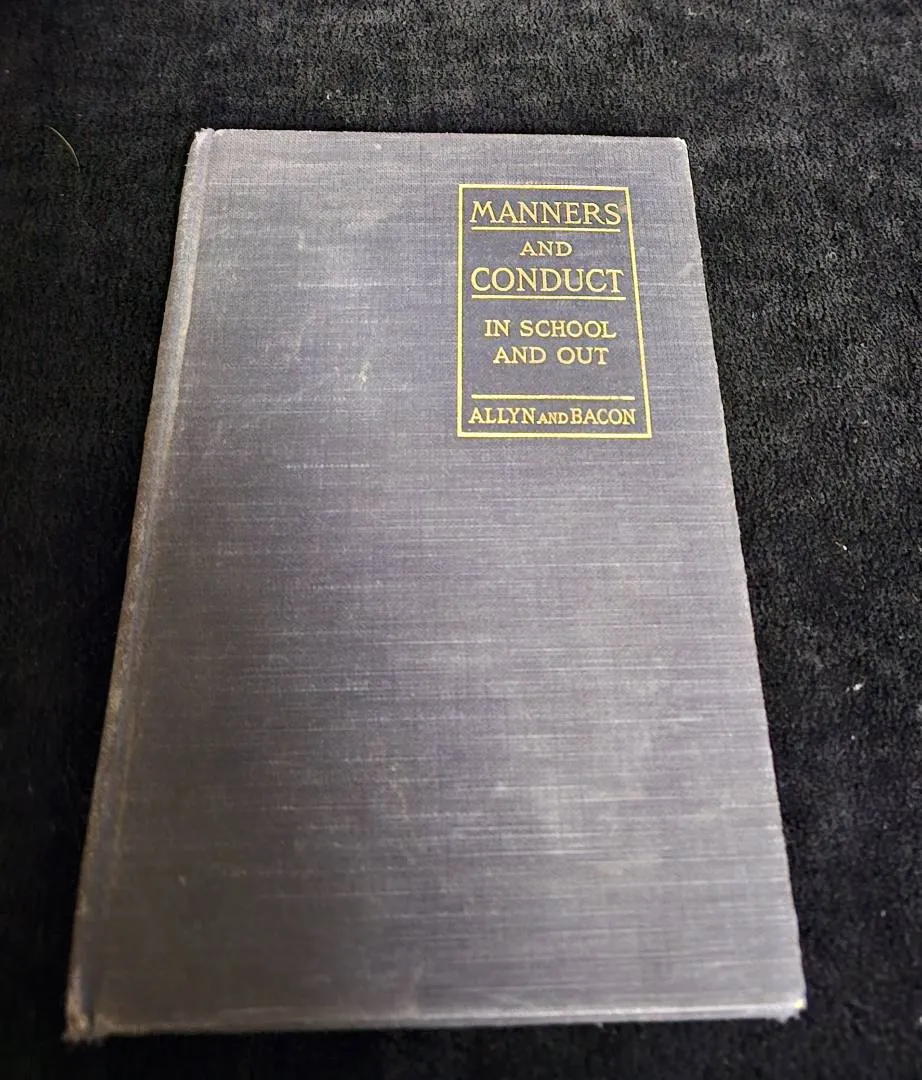 MANNERS
AND
CONDUCT
IN SCHOOL
AND OUT
ALLYN AND BACON